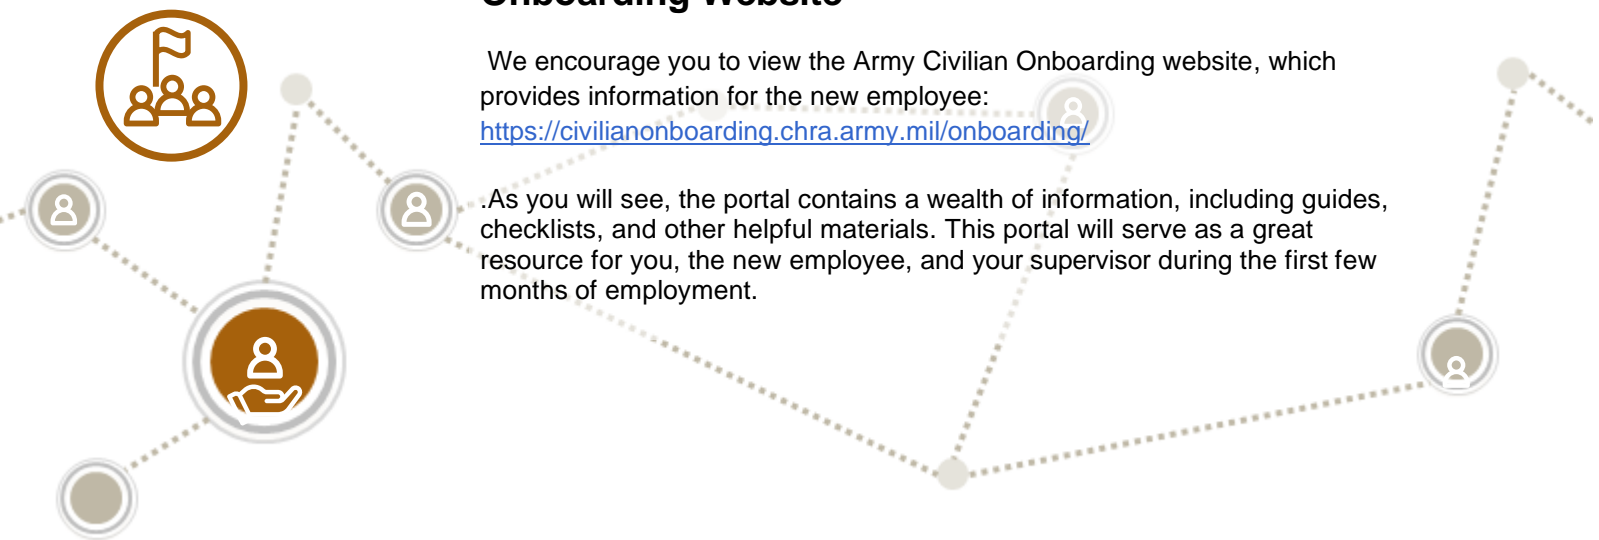 Onboarding Website
We encourage you to view the Army Civilian Onboarding website, which
provides information for the new employee:
https://civilianonboarding.chra.army.mil/onboarding/
.As you will see, the portal contains a wealth of information, including guides,
checklists, and other helpful materials. This portal will serve as a great
resource for you, the new employee, and your supervisor during the first few
months of employment.